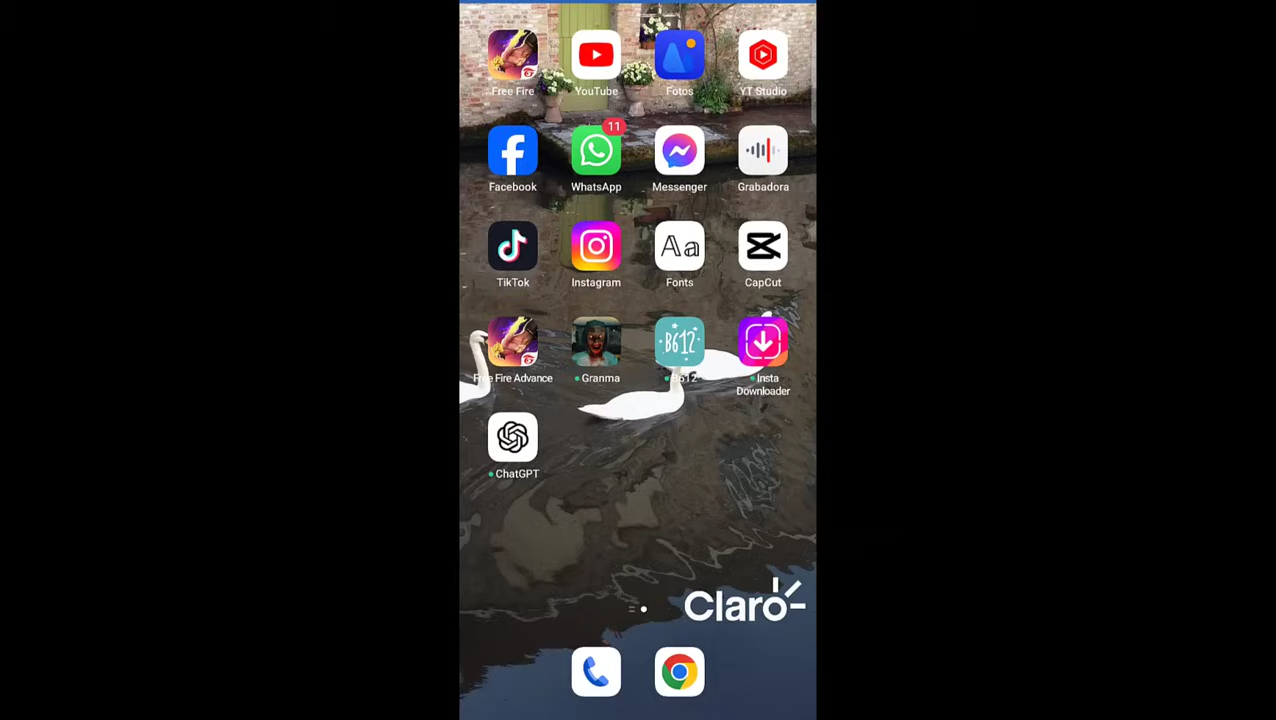 Free Fire YouTube Fotos YT Studio
11
Facebook WhatsApp Messenger Grabadora
Aa
TikTok Instagram Fonts CapCut
B612
Free Fire Advance Granma B612 Insta
Downloader
ChatGPT
Claro